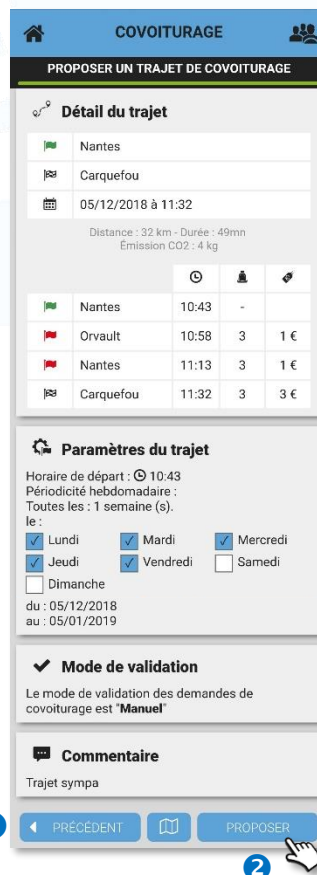 COVOITURAGE
PROPOSER UN TRAJET DE COVOITURAGE
Détail du trajet
Nantes
Carquefou
05/12/2018 à 11:32
Distance : 32 km - Durée : 49mn
Émission CO2 : 4 kg
Nantes 10:43 -
Orvault 10:58 3 1 €
Nantes 11:13 3 1 €
Carquefou 11:32 3 3 €
Paramètres du trajet
Horaire de départ : 10:43
Périodicité hebdomadaire :
Toutes les : 1 semaine (s).
le :
Lundi Mardi Mercredi
Jeudi Vendredi Samedi
Dimanche
du : 05/12/2018
au : 05/01/2019
Mode de validation
Le mode de validation des demandes de
covoiturage est "Manuel"
Commentaire
Trajet sympa
PRÉCÉDENT PROPOSER
2